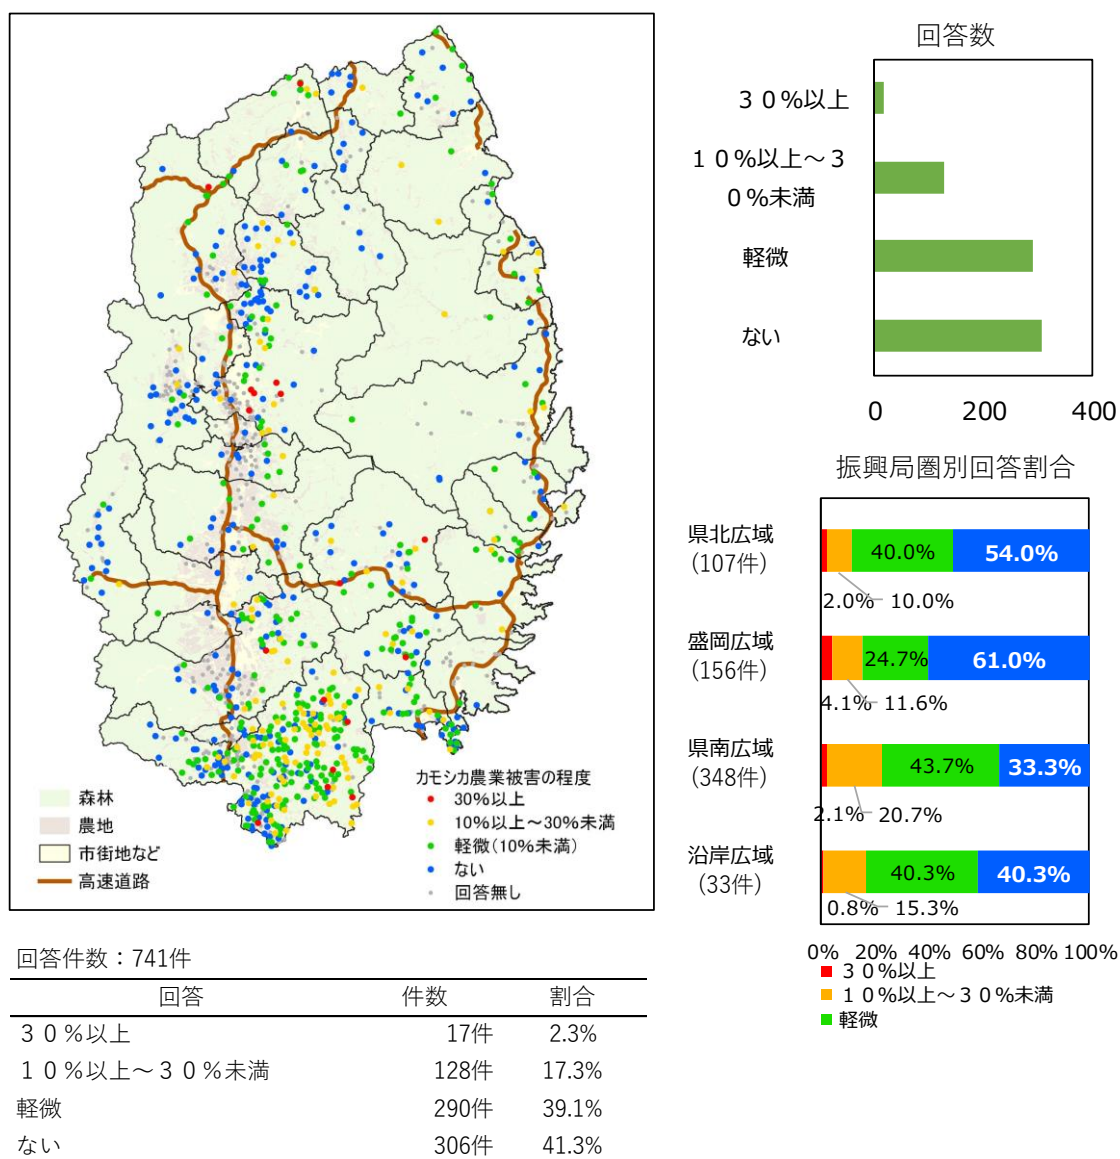 森林
農地
市街地など
高速道路
カモシカ農業被害の程度
30%以上
10%以上～30%未満
軽微(10%未満)
ない
回答無し
回答数
３０%以上
１０%以上～３
０%未満
軽微
ない
0 200 400
振興局圏別回答割合
県北広域
(107件)
40.0% 54.0%
2.0% 10.0%
盛岡広域
(156件)
24.7% 61.0%
4.1% 11.6%
県南広域
(348件)
43.7% 33.3%
2.1% 20.7%
沿岸広域
(33件)
40.3% 40.3%
0.8% 15.3%
0% 20% 40% 60% 80% 100%
３０%以上
１０%以上～３０%未満
軽微
回答件数：741件
回答 件数 割合
３０%以上 17件 2.3%
１０%以上～３０%未満 128件 17.3%
軽微 290件 39.1%
ない 306件 41.3%